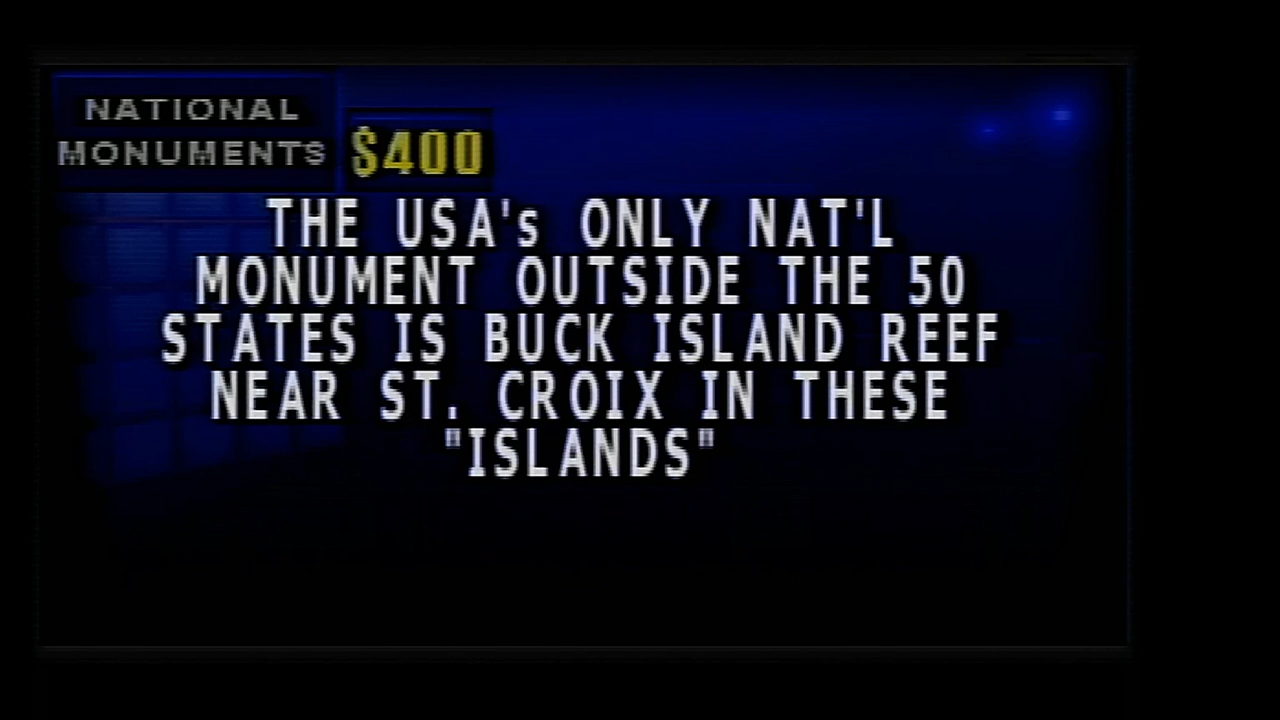 NATIONAL
MONUMENTS
$400
THE USA's ONLY NAT'L
MONUMENT OUTSIDE THE 50
STATES IS BUCK ISLAND REEF
NEAR ST. CROIX IN THESE
"ISLANDS"